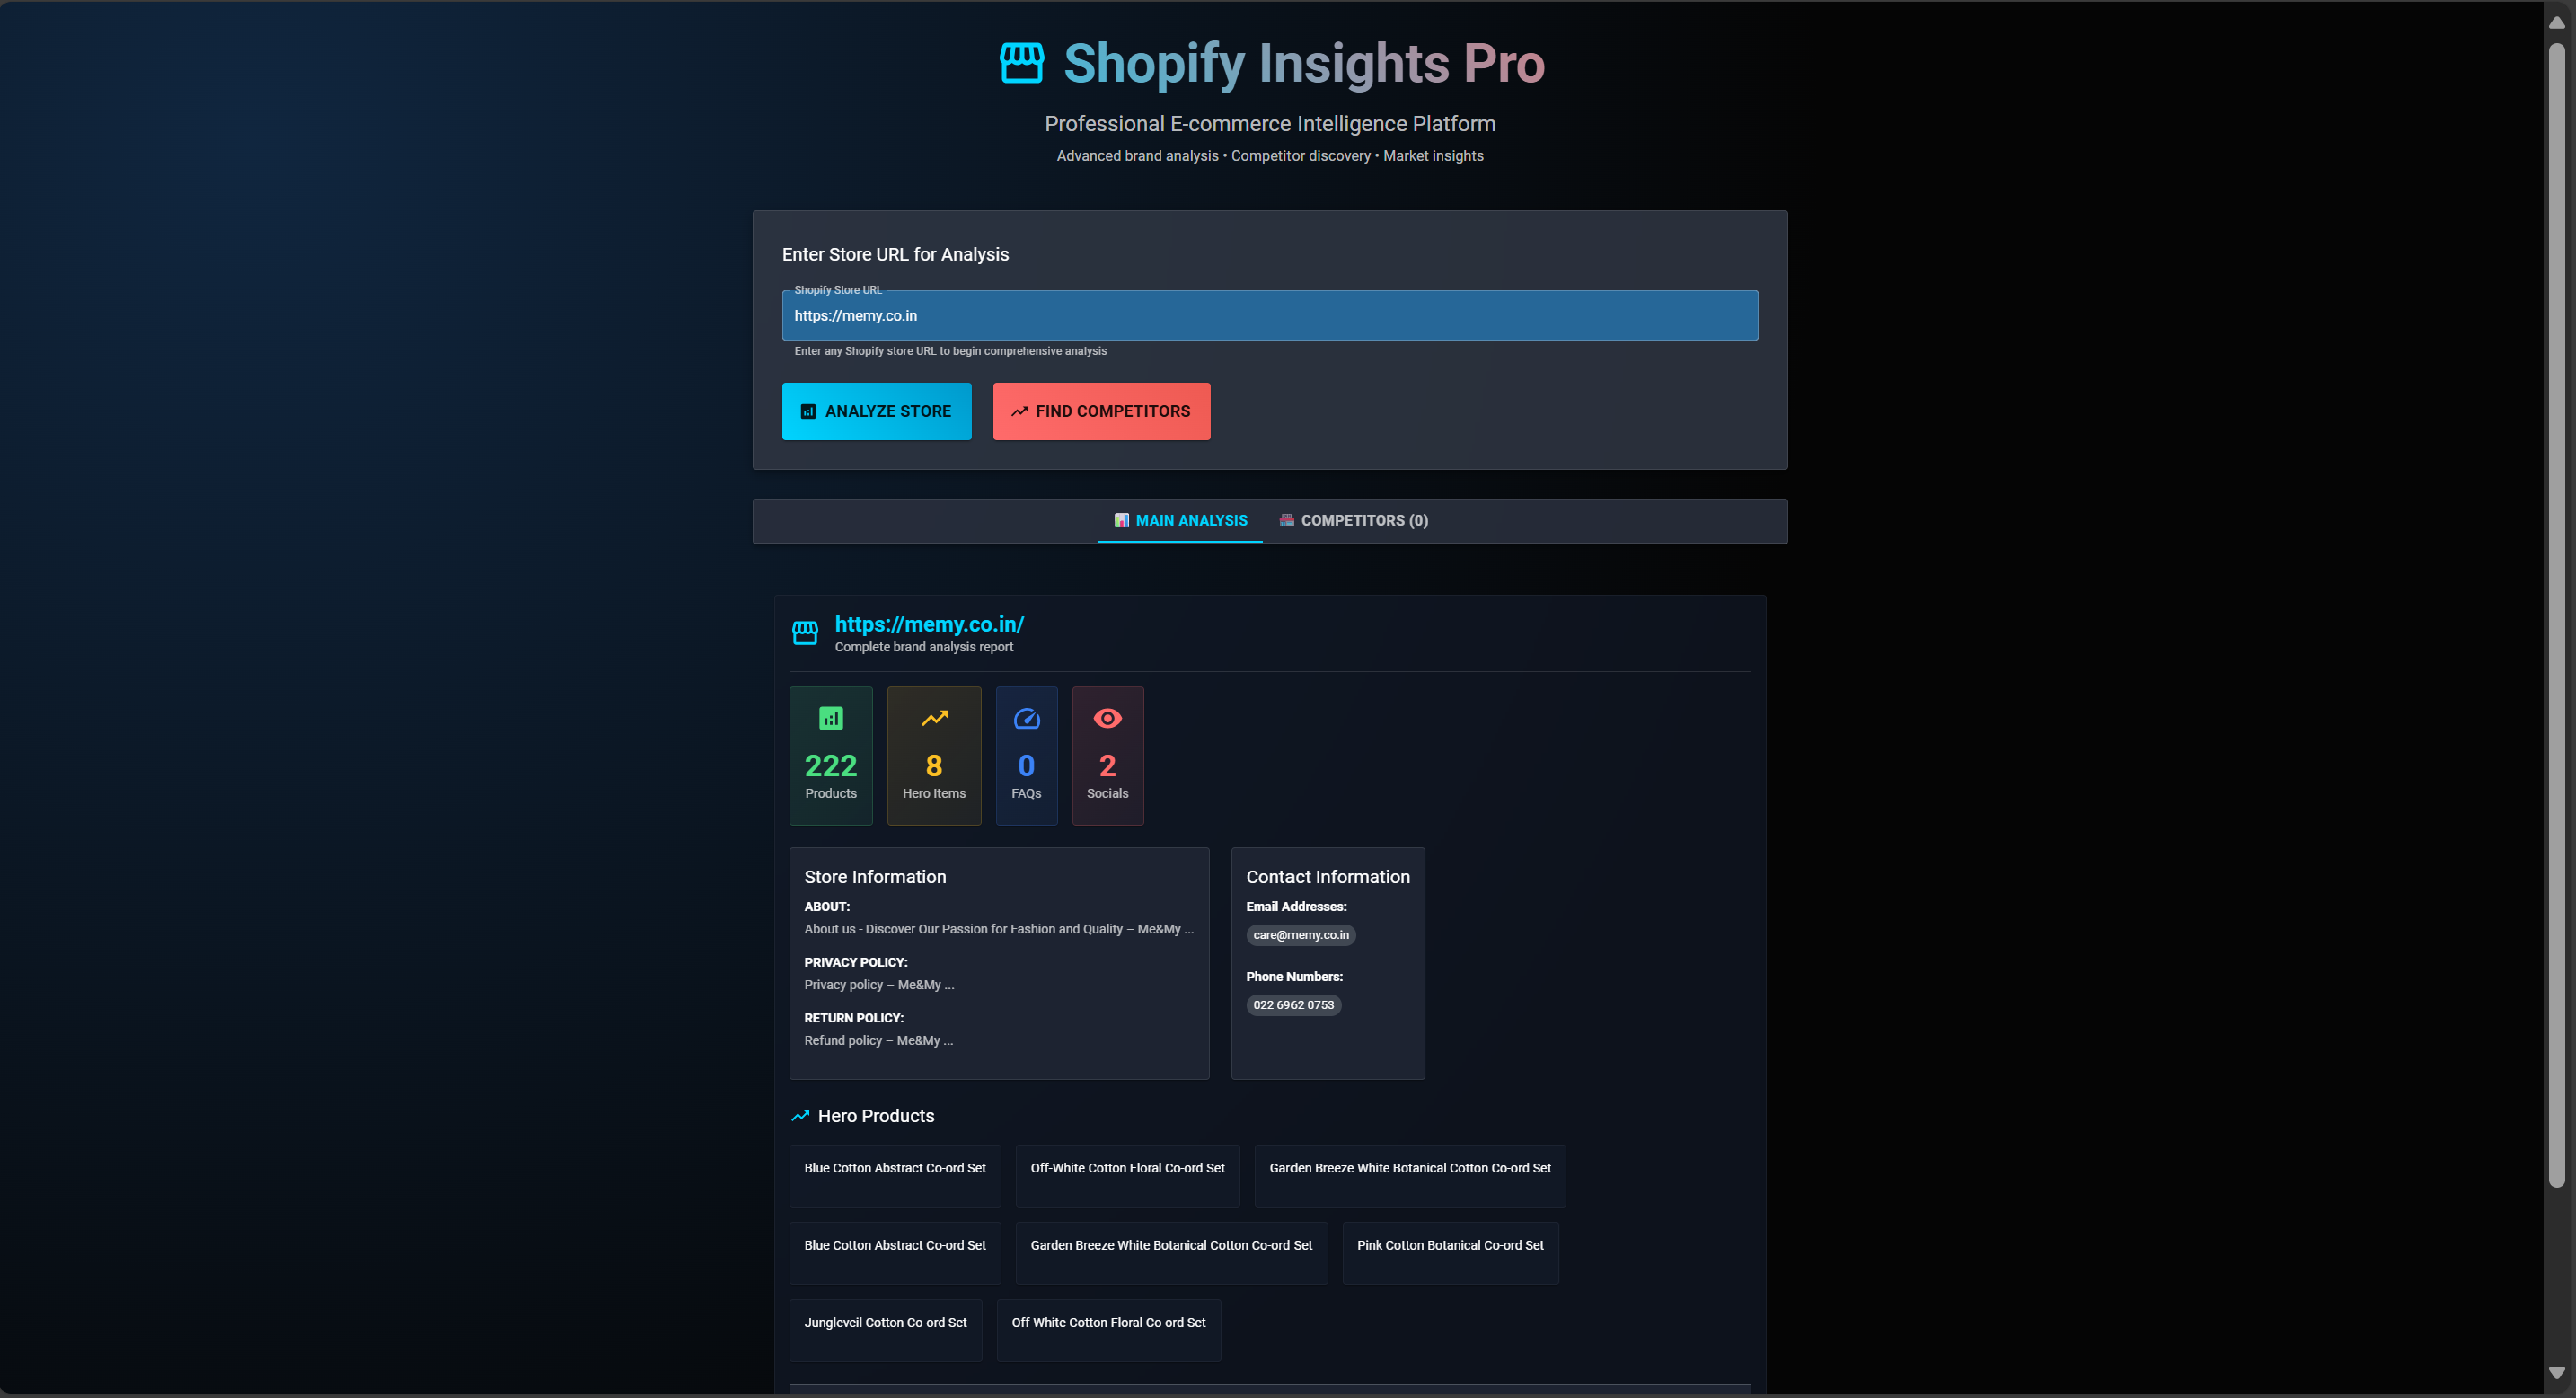 Shopify Insights Pro
Professional E-commerce Intelligence Platform
Advanced brand analysis • Competitor discovery • Market insights
Enter Store URL for Analysis
Shopify Store URL
https://memy.co.in
Enter any Shopify store URL to begin comprehensive analysis
ANALYZE STORE
FIND COMPETITORS
MAIN ANALYSIS
COMPETITORS (0)
https://memy.co.in/
Complete brand analysis report
222
Products
8
Hero Items
0
FAQs
2
Socials
Store Information
ABOUT:
About us - Discover Our Passion for Fashion and Quality – Me&My ...
PRIVACY POLICY:
Privacy policy – Me&My ...
RETURN POLICY:
Refund policy – Me&My ...
Contact Information
Email Addresses:
care@memy.co.in
Phone Numbers:
022 6962 0753
Hero Products
Blue Cotton Abstract Co-ord Set
Off-White Cotton Floral Co-ord Set
Garden Breeze White Botanical Cotton Co-ord Set
Blue Cotton Abstract Co-ord Set
Garden Breeze White Botanical Cotton Co-ord Set
Pink Cotton Botanical Co-ord Set
Jungleveil Cotton Co-ord Set
Off-White Cotton Floral Co-ord Set